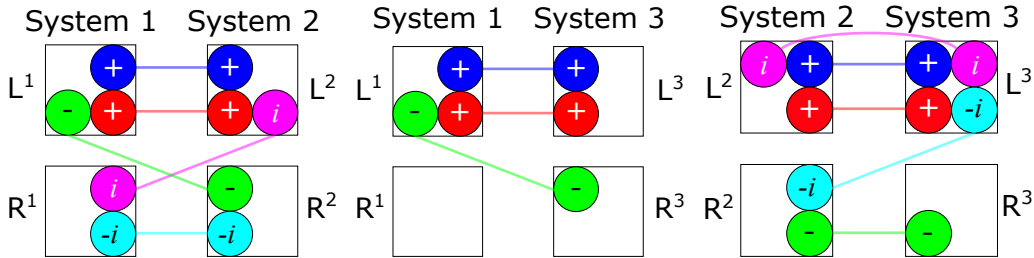 System 1 System 2
L¹ + + L²
- + + i
R¹ i - R²
-i -i
System 1 System 3
L¹ + + L³
- + +
R¹ - R³
System 2 System 3
L² i + + i L³
+ + -i
R² -i R³
- -